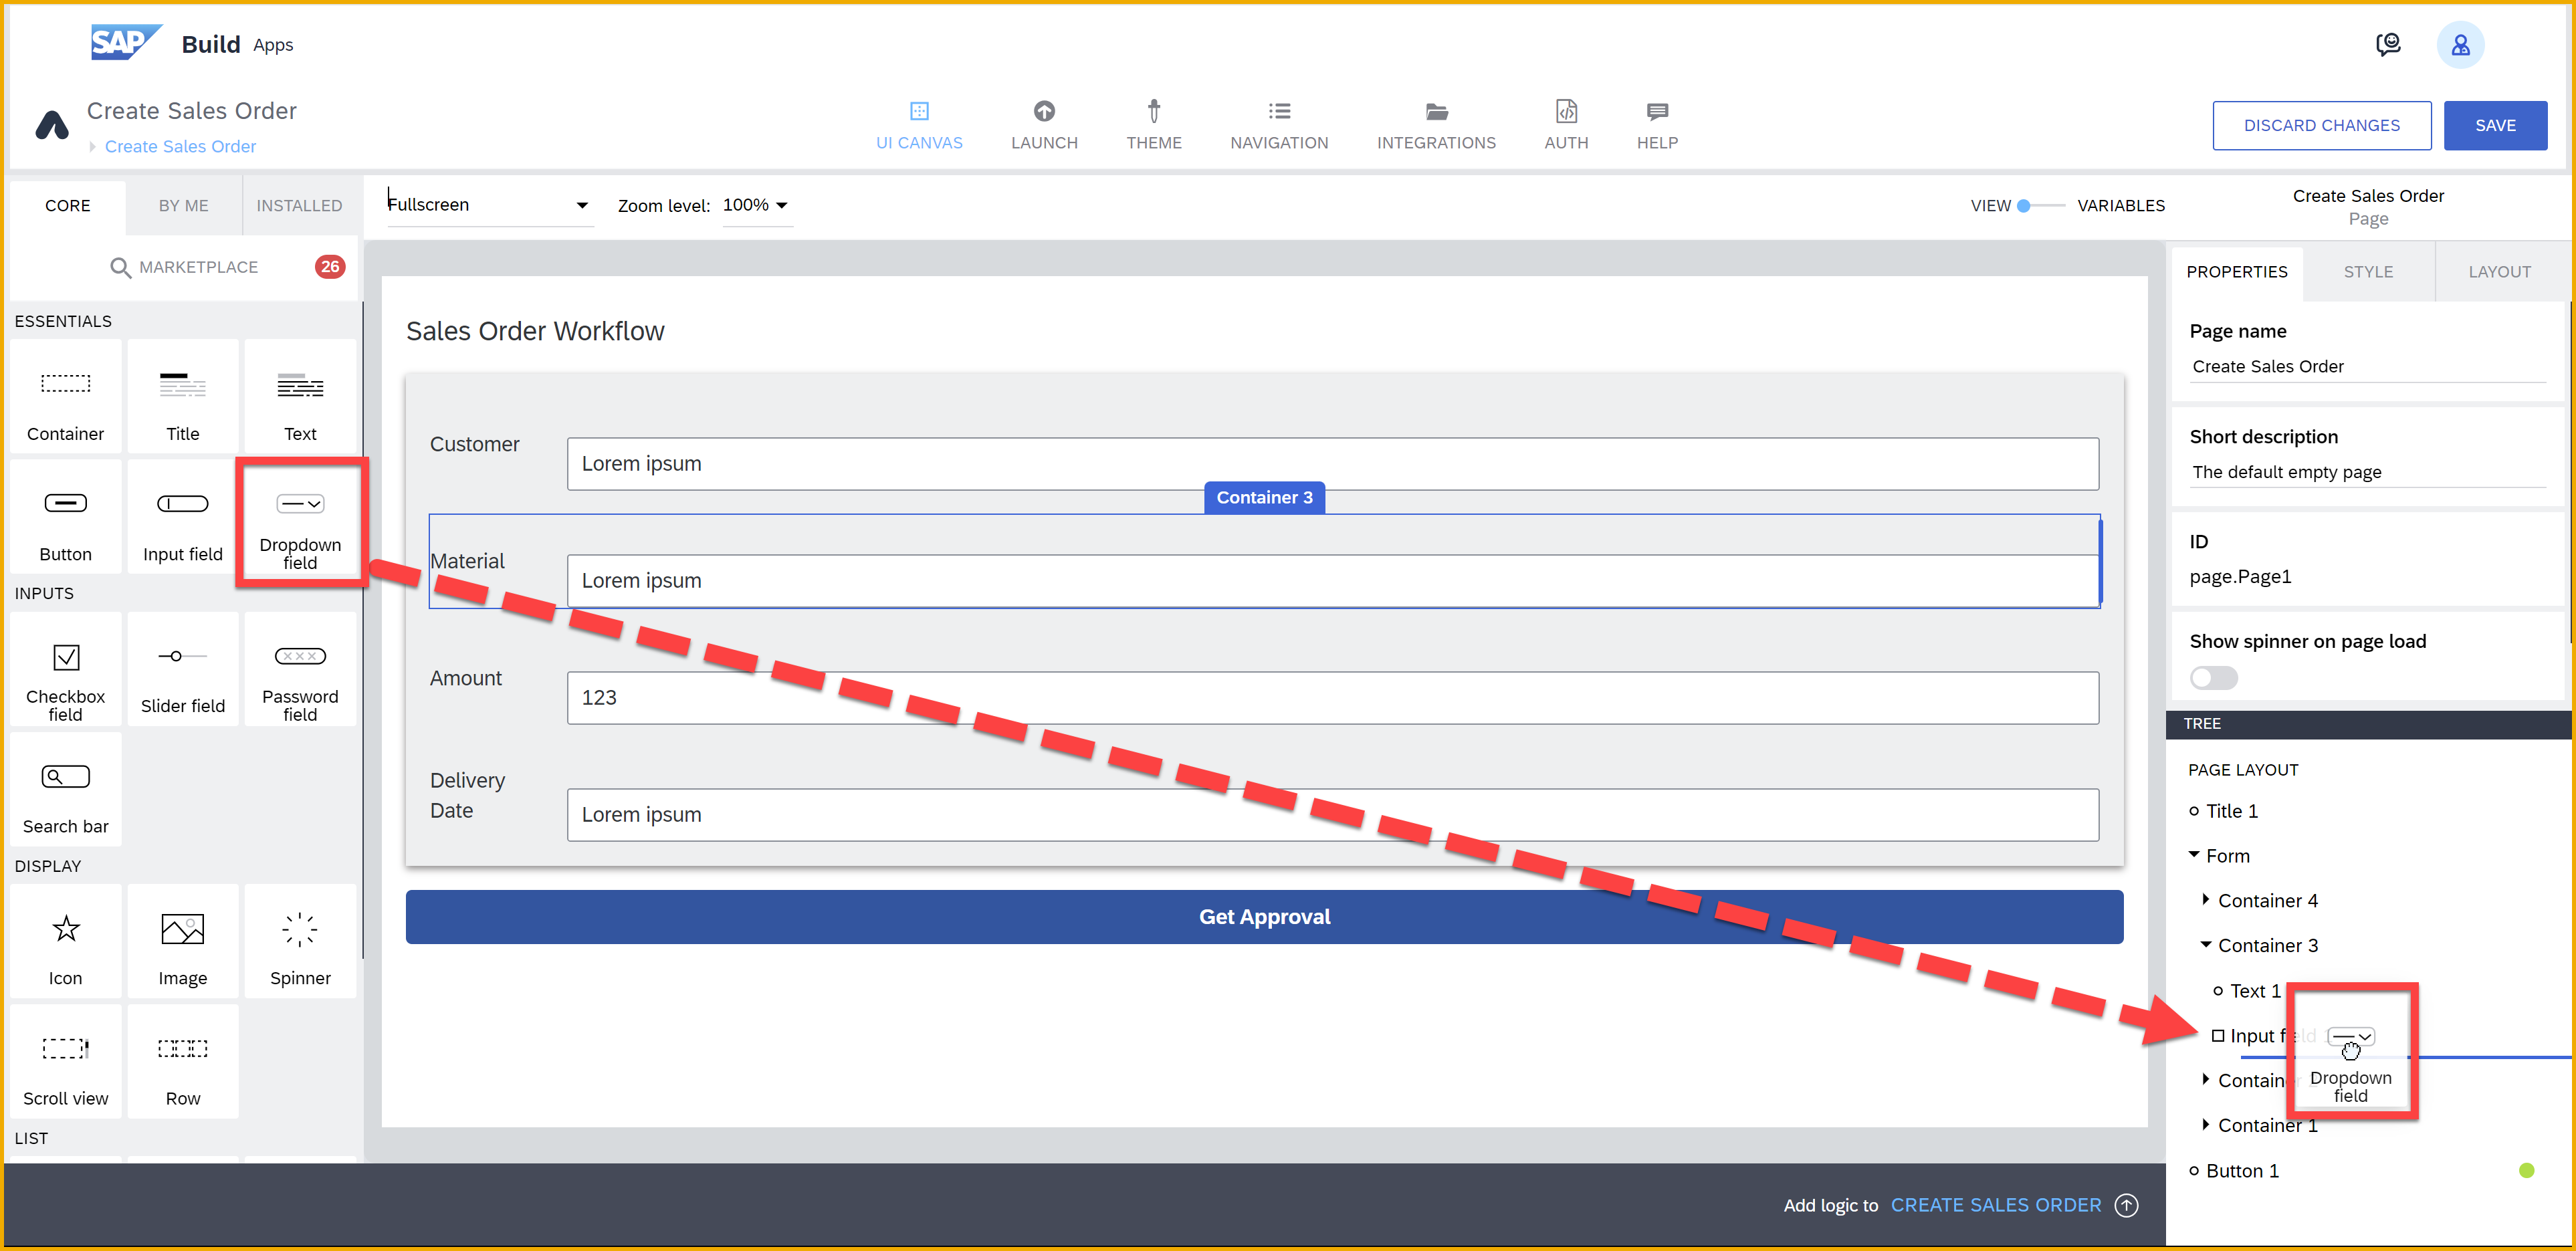 SAP Build Apps
Create Sales Order
Create Sales Order
UI CANVAS
LAUNCH
THEME
NAVIGATION
INTEGRATIONS
AUTH
HELP
DISCARD CHANGES
SAVE
CORE
BY ME
INSTALLED
MARKETPLACE
26
Fullscreen
Zoom level: 100%
VIEW
VARIABLES
Create Sales Order
Page
ESSENTIALS
Container
Title
Text
Button
Input field
Dropdown
field
INPUTS
Checkbox
field
Slider field
Password
field
Search bar
DISPLAY
Icon
Image
Spinner
Scroll view
Row
LIST
Sales Order Workflow
Customer
Lorem ipsum
Container 3
Material
Lorem ipsum
Amount
123
Delivery
Date
Lorem ipsum
Get Approval
Add logic to CREATE SALES ORDER
PROPERTIES
STYLE
LAYOUT
Page name
Create Sales Order
Short description
The default empty page
ID
page.Page1
Show spinner on page load
TREE
PAGE LAYOUT
Title 1
Form
Container 4
Container 3
Text 1
Input field
Dropdown
field
Container 1
Button 1